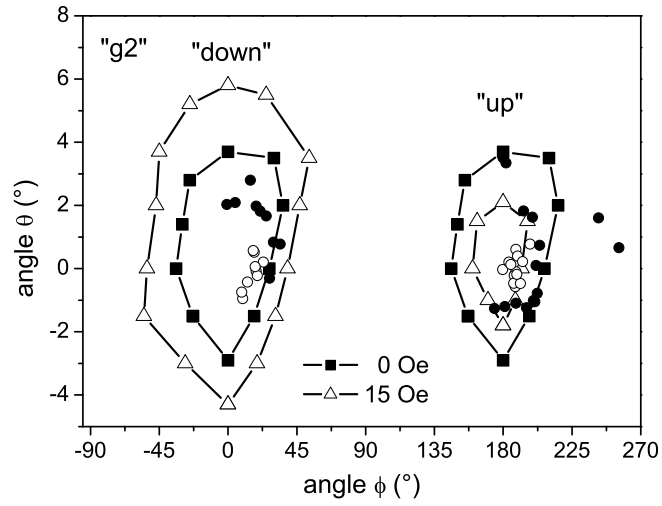 8
6
4
2
0
-2
-4
angle θ (°)
"g2"
"down"
"up"
0 Oe
15 Oe
-90 -45 0 45 90 135 180 225 270
angle ϕ (°)